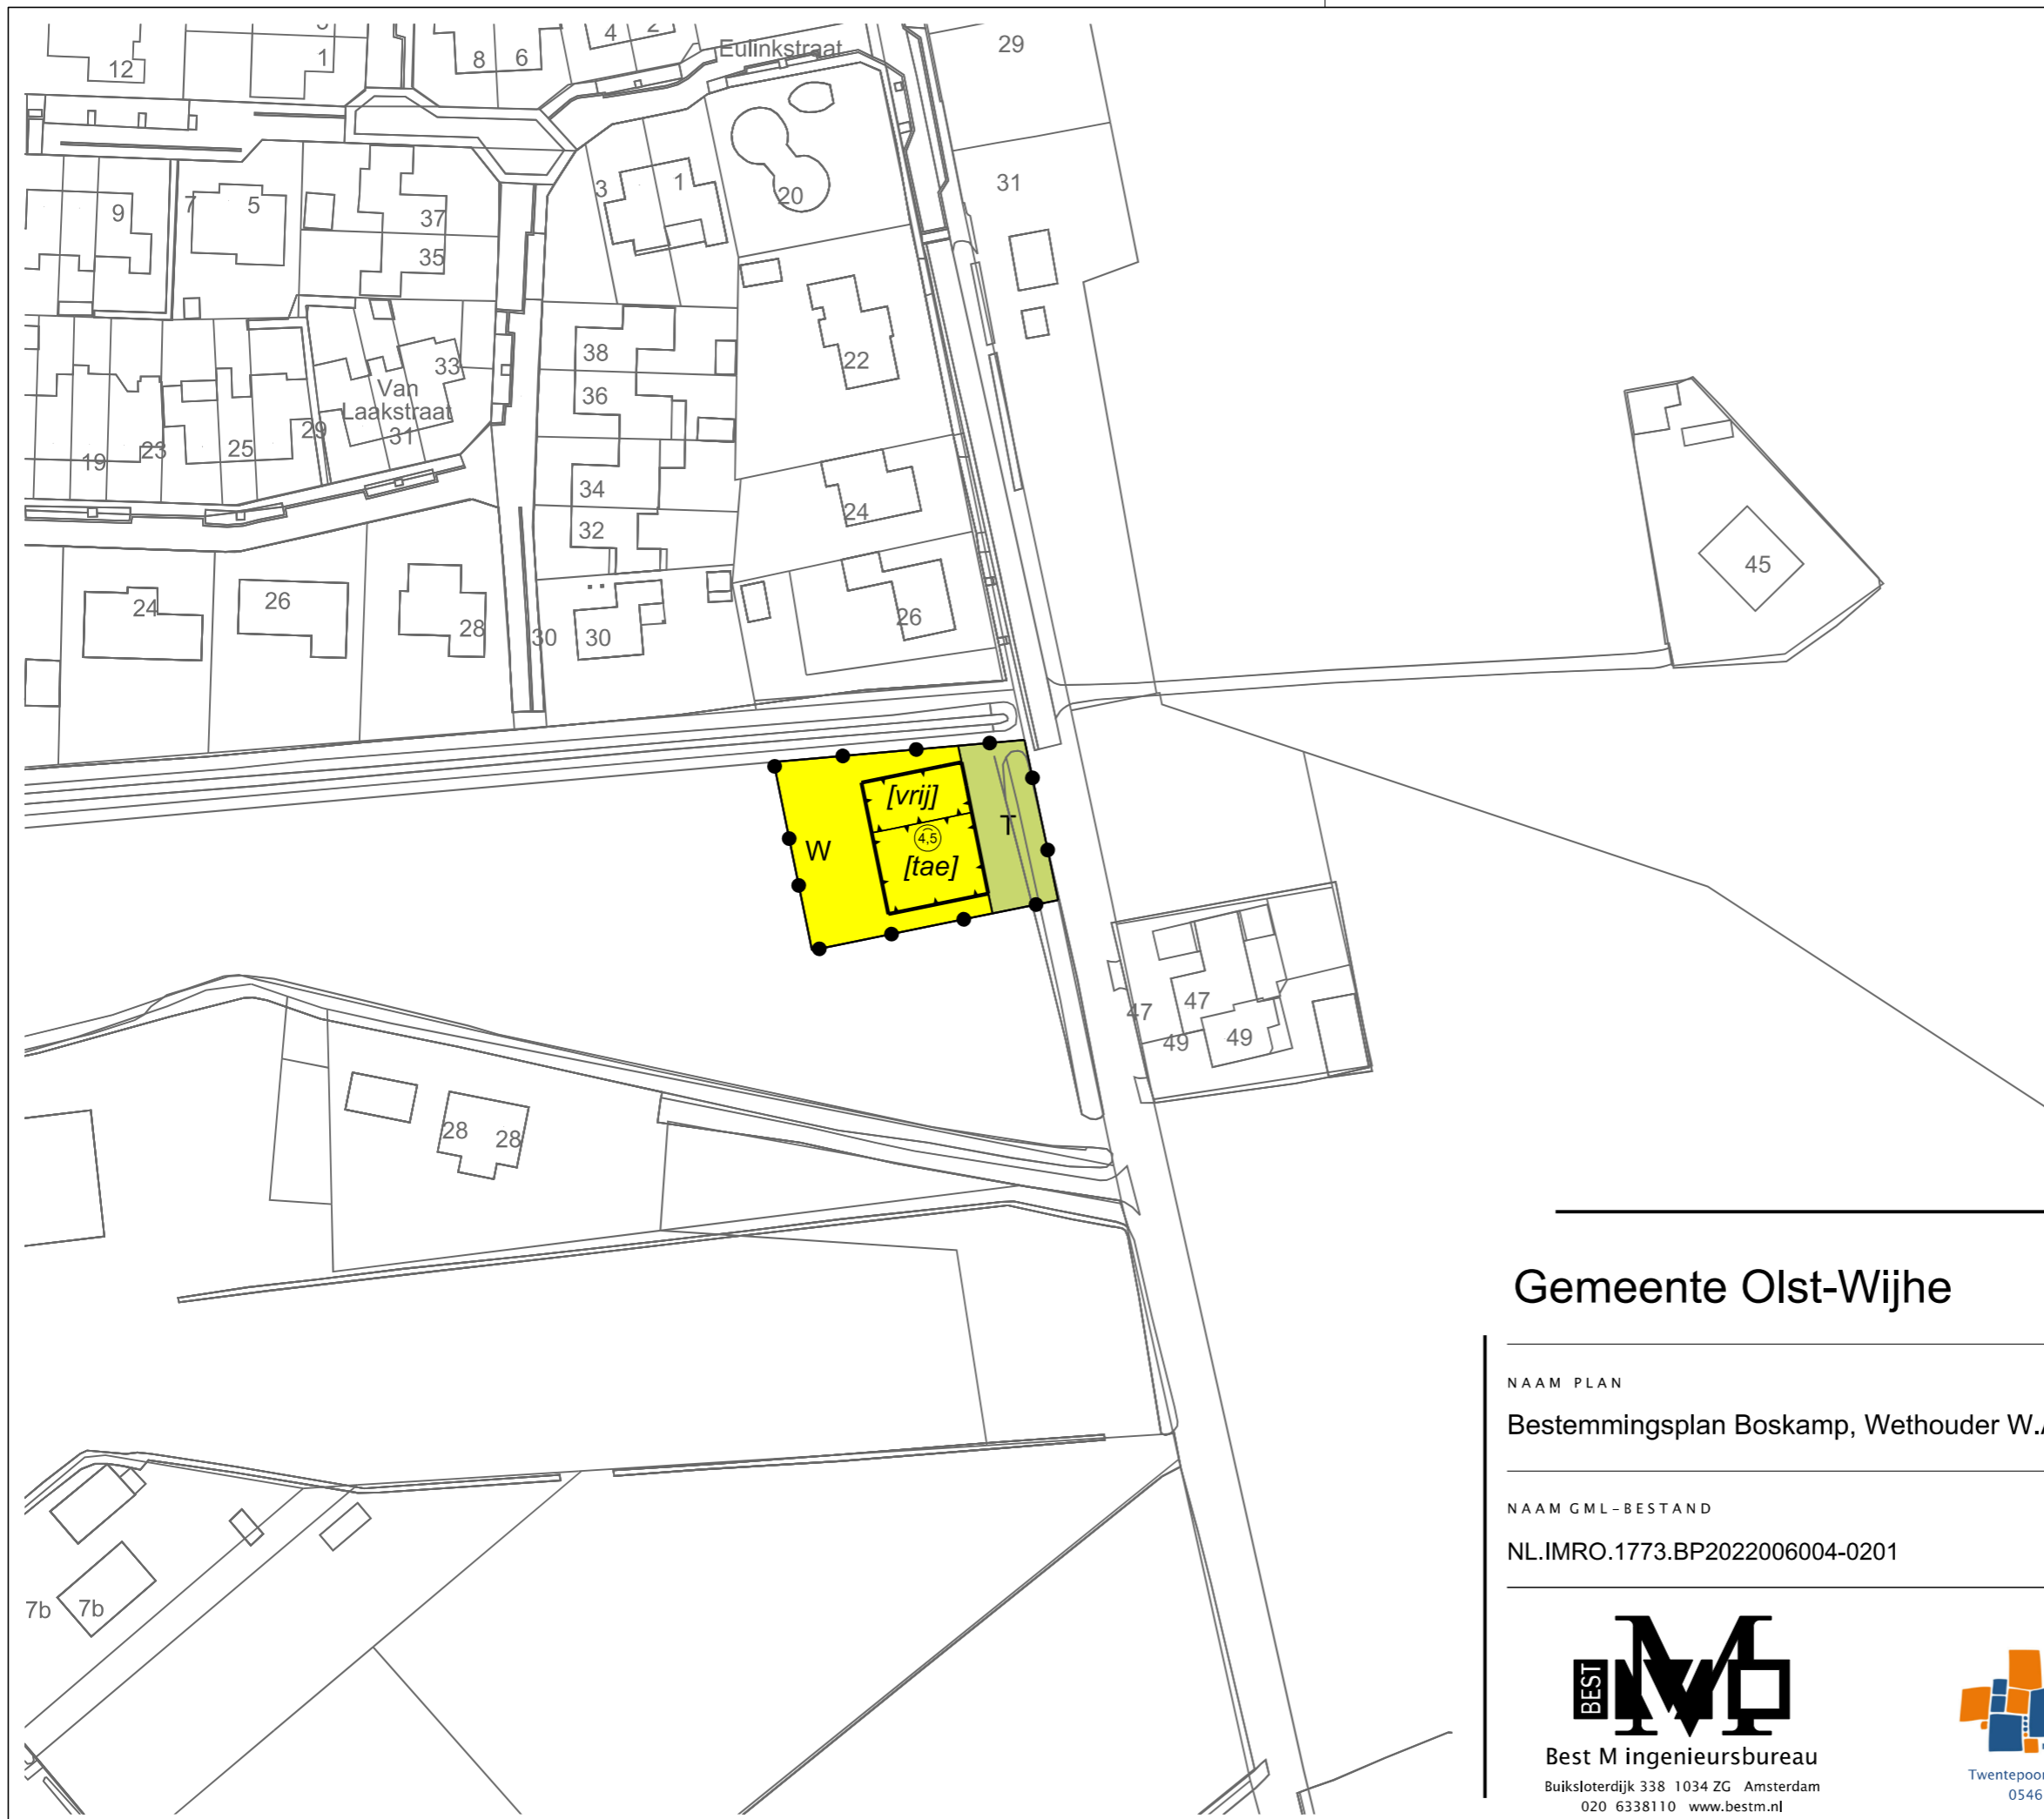 12
1
8
6
4
2
Eulinkstraat
29
9
7
5
37
35
3
1
20
31
38
36
22
33
Van
Laakstraat
31
29
19
23
25
34
32
24
45
24
26
28
30
30
26
[vrij]
4,5
[tae]
W
T
47
47
49
49
28
28
7b
7b
Gemeente Olst-Wijhe
NAAM PLAN
Bestemmingsplan Boskamp, Wethouder W.
NAAM GML-BESTAND
NL.IMRO.1773.BP2022006004-0201
BEST
M
Best M ingenieursbureau
Buiksloterdijk 338 1034 ZG Amsterdam
020 6338110 www.bestm.nl
Twentepoor
0546